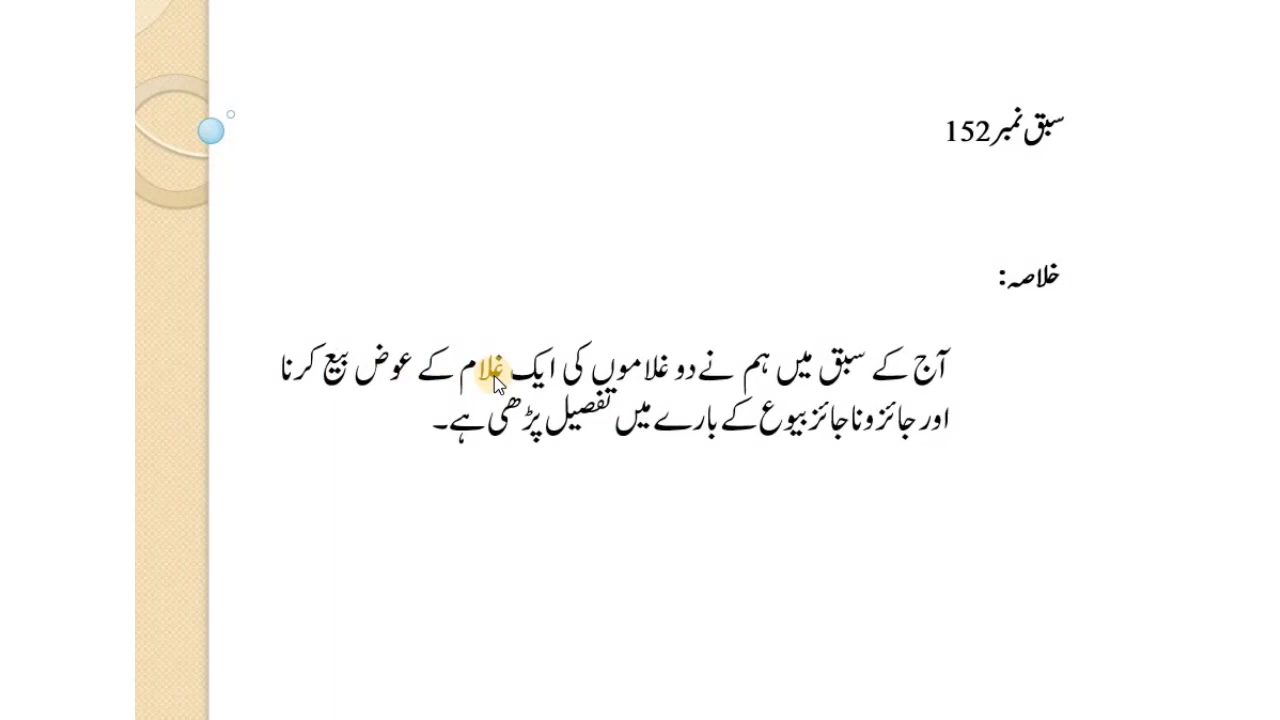 سبق نمبر152
خلاصہ:
آج کے سبق میں ہم نے دو غلاموں کی ایک غلام کے عوض بیع کرنا
اور جائز وناجائز بیوع کے بارے میں تفصیل پڑھی ہے۔